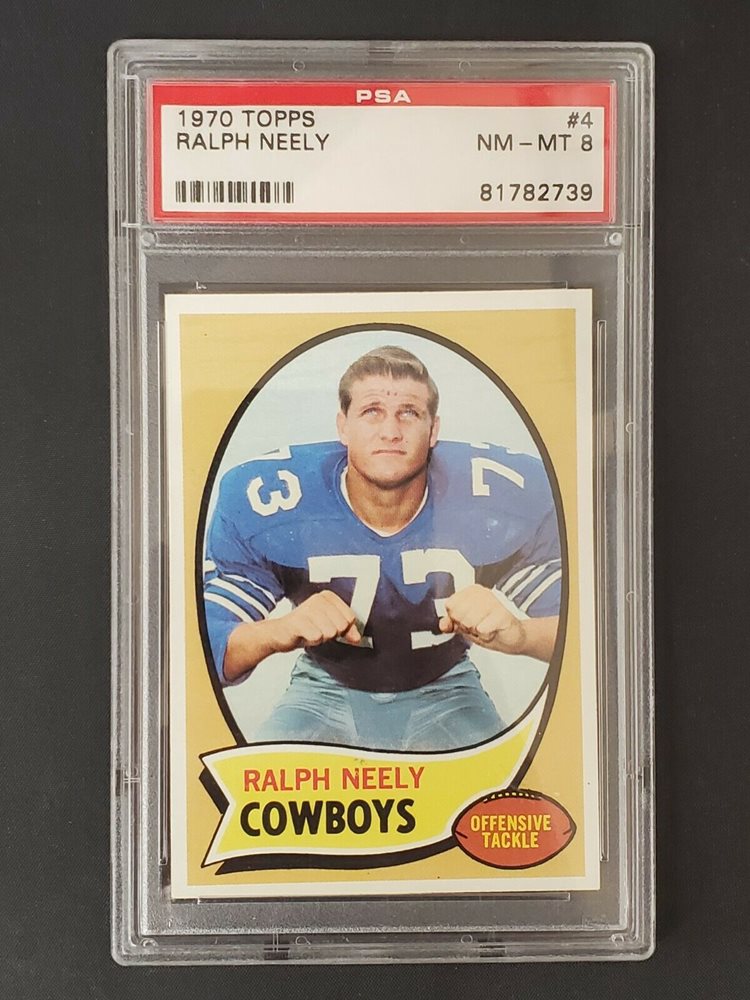 PSA
1970 TOPPS #4
RALPH NEELY NM - MT 8
81782739
73 73
73
RALPH NEELY
COWBOYS
OFFENSIVE
TACKLE